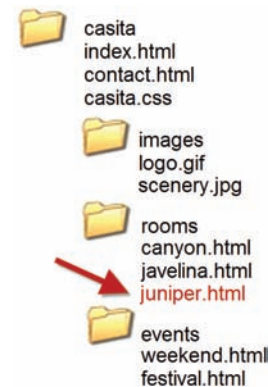 casita
index.html
contact.html
casita.css
images
logo.gif
scenery.jpg
rooms
canyon.html
javelina.html
juniper.html
events
weekend.html
festival.html